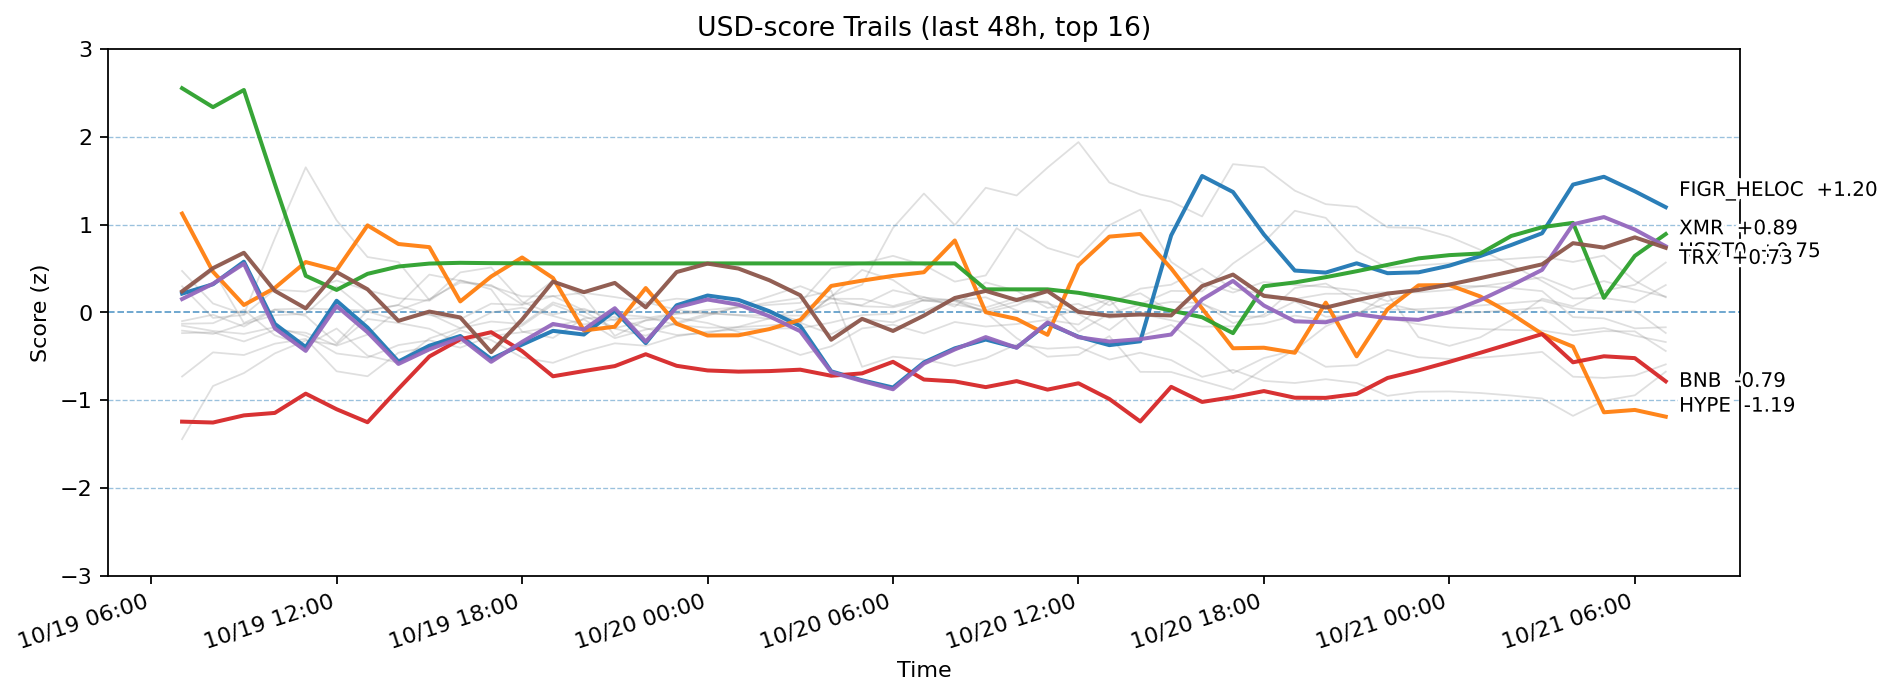 USD-score Trails (last 48h, top 16)
3
2
1
0
−1
−2
−3
Score (z)
FIGR_HELOC +1.20
XMR +0.89
USDT0 +0.75
TRX +0.73
BNB -0.79
HYPE -1.19
10/19 06:00
10/19 12:00
10/19 18:00
10/20 00:00
10/20 06:00
10/20 12:00
10/20 18:00
10/21 00:00
10/21 06:00
Time